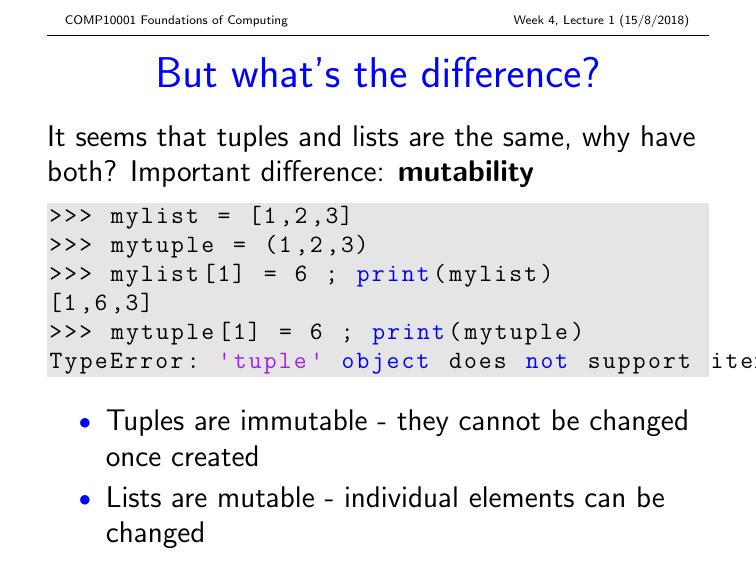 COMP10001 Foundations of Computing Week 4, Lecture 1 (15/8/2018)
But what's the difference?
It seems that tuples and lists are the same, why have
both? Important difference: mutability
>>> mylist = [1,2,3]
>>> mytuple = (1,2,3)
>>> mylist[1] = 6 ; print(mylist)
[1,6,3]
>>> mytuple[1] = 6 ; print(mytuple)
TypeError: 'tuple' object does not support
• Tuples are immutable - they cannot be changed
once created
• Lists are mutable - individual elements can be
changed